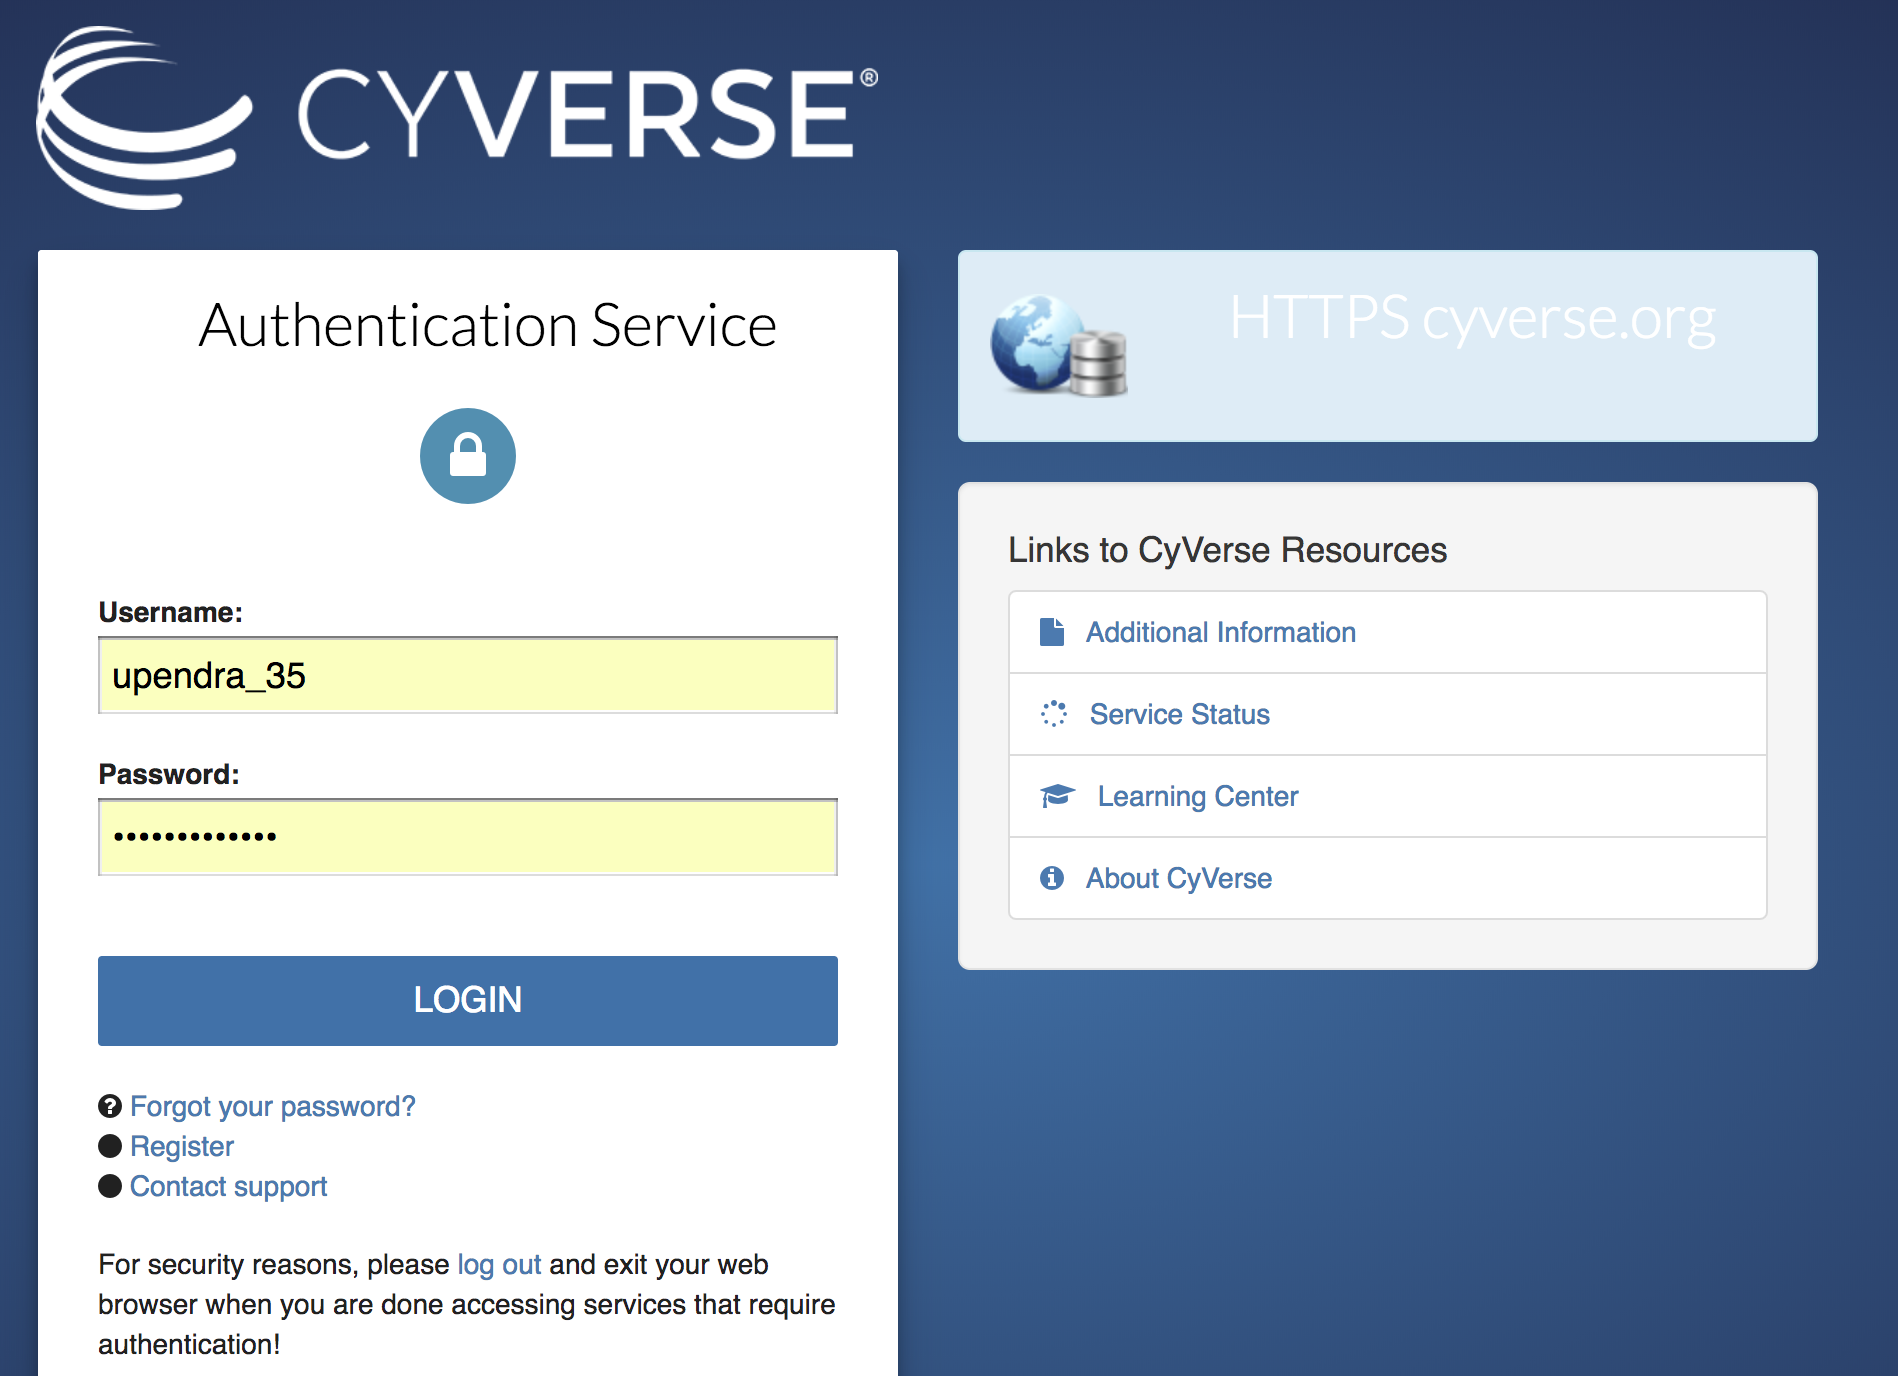 CYVERSE®
Authentication Service
Username:
upendra_35
Password:
•••••••••••••
LOGIN
Forgot your password?
Register
Contact support
For security reasons, please log out and exit your web
browser when you are done accessing services that require
authentication!
HTTPS cyverse.org
Links to CyVerse Resources
Additional Information
Service Status
Learning Center
About CyVerse